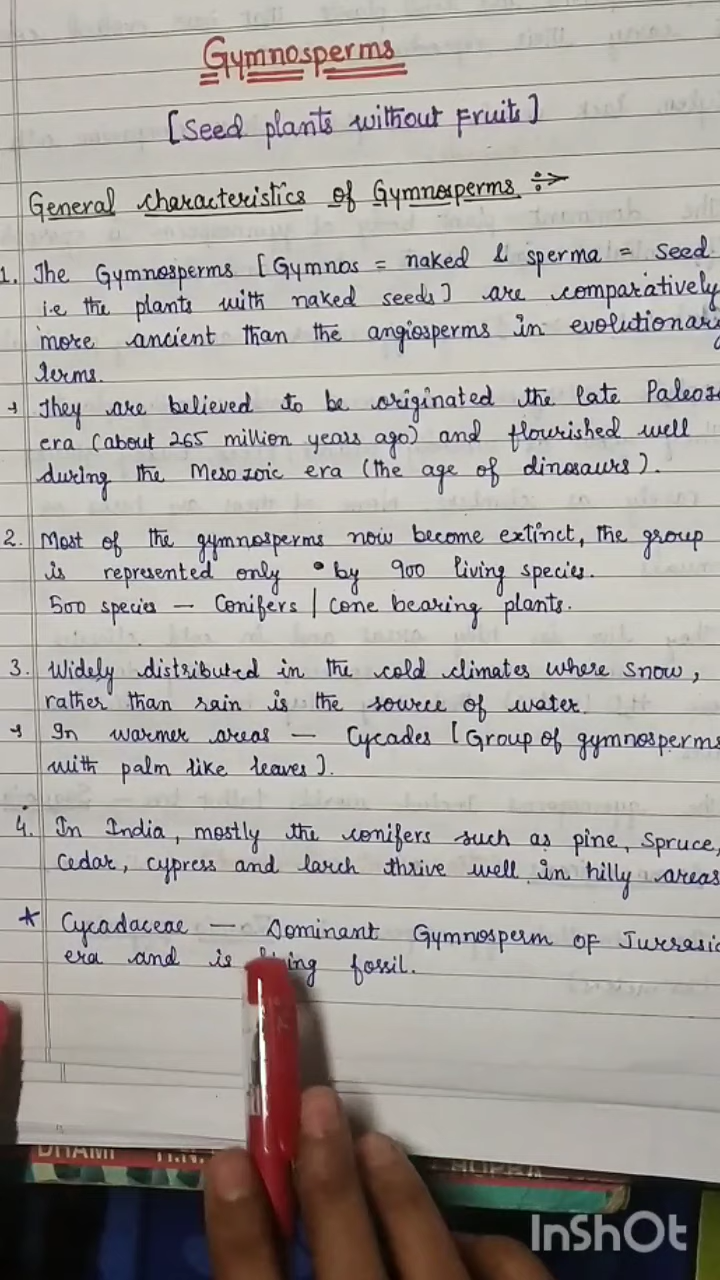 Gymnosperms
[Seed plants without Fruits]
General characteristics of Gymnosperms ÷>
1. The Gymnosperms [Gymnos = naked & sperma = seed
i.e the plants with naked seeds] are comparatively
more ancient than the angiosperms in evolutionary
terms.
→ They are believed to be originated the late Paleozo
era (about 265 million years ago) and flourished well
during the Mesozoic era (the age of dinosaurs).
2. Most of the gymnosperms now become extinct, the group
is represented only by 900 living species.
500 species — Conifers / cone bearing plants.
3. Widely distributed in the cold climates where snow,
rather than rain is the source of water.
→ In warmer areas — Cycades [Group of gymnosperms
with palm like leaves].
4. In India, mostly the conifers such as pine, spruce,
cedar, cypress and larch thrive well in hilly areas
* Cycadaceae — Dominant Gymnosperm of Jurrasic
era and is living fossil.
DHAMI
InShOt